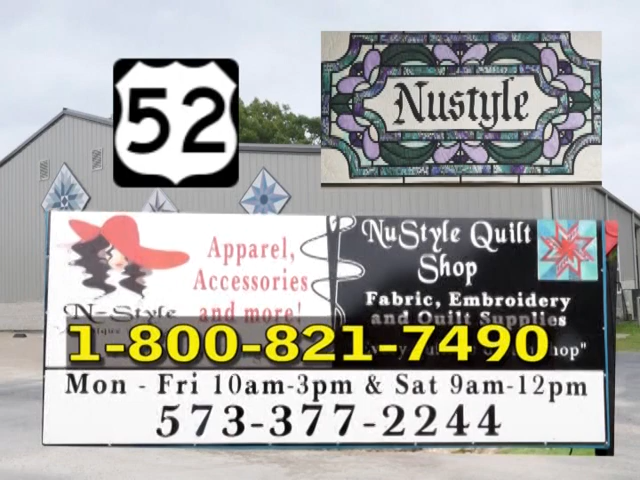 52
Nustyle
Apparel,
Accessories
and more!
N-Style
NuStyle Quilt
Shop
Fabric, Embroidery
and Quilt Supplies
1-800-821-7490
Mon - Fri 10am-3pm & Sat 9am-12pm
573-377-2244